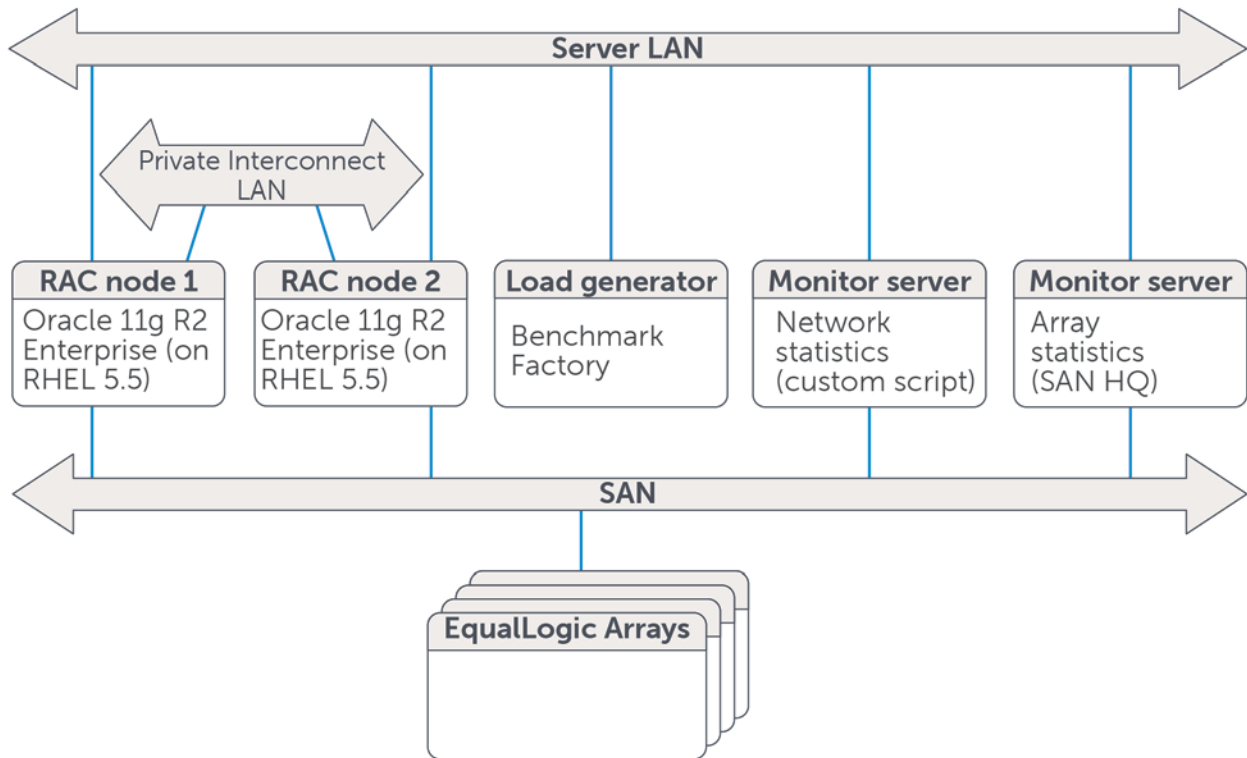 Server LAN
Private Interconnect
LAN
RAC node 1
Oracle 11g R2
Enterprise (on
RHEL 5.5)
RAC node 2
Oracle 11g R2
Enterprise (on
RHEL 5.5)
Load generator
Benchmark
Factory
Monitor server
Network
statistics
(custom script)
Monitor server
Array
statistics
(SAN HQ)
SAN
EqualLogic Arrays